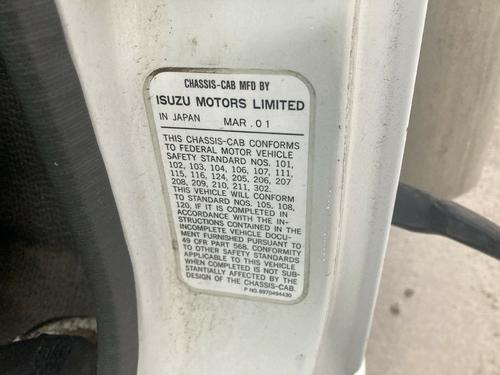 CHASSIS-CAB MFD BY
ISUZU MOTORS LIMITED
IN JAPAN MAR.01
THIS CHASSIS-CAB CONFORMS
TO FEDERAL MOTOR VEHICLE
SAFETY STANDARD NOS. 101,
102, 103, 104, 106, 107, 111,
115, 116, 124, 205, 206, 207
208, 209, 210, 211, 302.
THIS VEHICLE WILL CONFORM
TO STANDARD NOS. 105, 108,
120, IF IT IS COMPLETED IN
ACCORDANCE WITH THE IN-
STRUCTIONS CONTAINED IN THE
INCOMPLETE VEHICLE DOCU-
MENT FURNISHED PURSUANT TO
49 CFR PART 568. CONFORMITY
TO OTHER SAFETY STANDARDS
APPLICABLE TO THIS VEHICLE
WHEN COMPLETED IS NOT SUB-
STANTIALLY AFFECTED BY THE
DESIGN OF THE CHASSIS-CAB.
P NO.8970494430